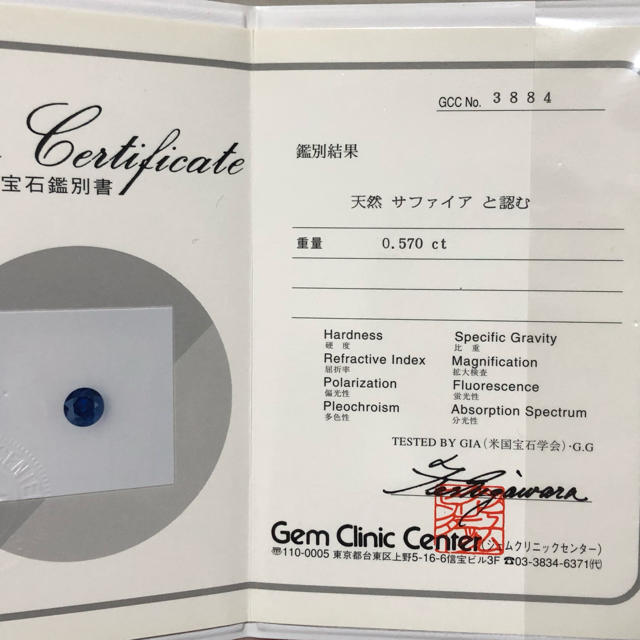 Certificate
宝石鑑別書
GCC No. 3884
鑑別結果
天然 サファイア と認む
重量 0.570 ct
Hardness
硬度
Specific Gravity
比重
Refractive Index
屈折率
Magnification
拡大検査
Polarization
偏光性
Fluorescence
蛍光性
Pleochroism
多色性
Absorption Spectrum
分光性
TESTED BY GIA(米国宝石学会)・G.G
Gem Clinic Center(ジェムクリニックセンター)
〠110-0005 東京都台東区上野5-16-6信宝ビル3F ☎03-3834-6371㈹